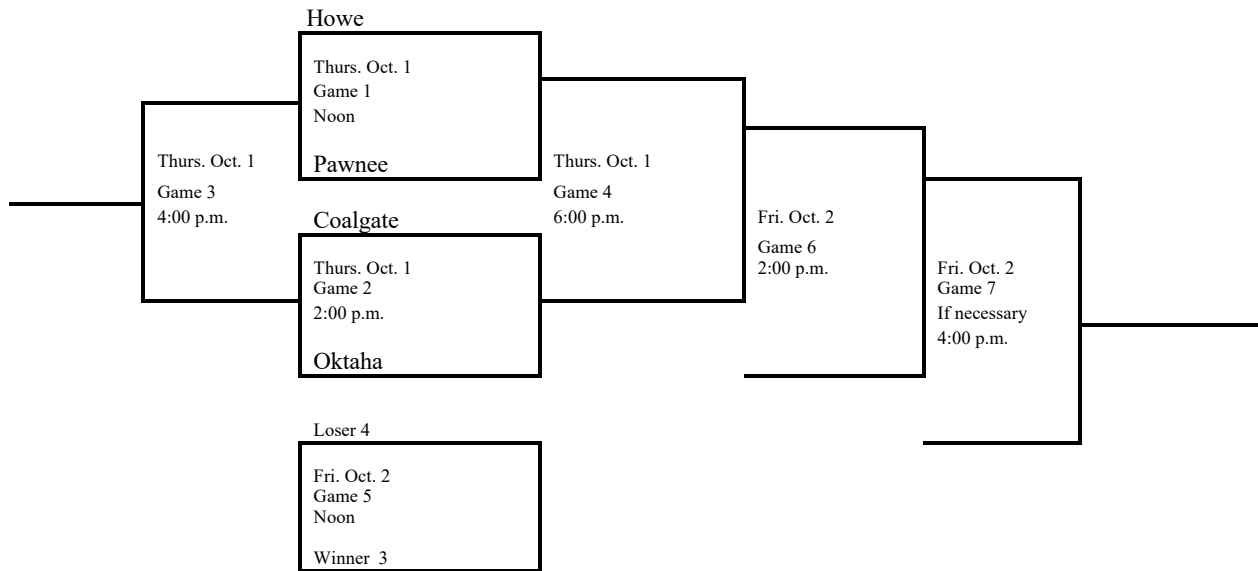 Howe
Thurs. Oct. 1
Game 1
Noon
Pawnee
Thurs. Oct. 1
Game 3
4:00 p.m.
Thurs. Oct. 1
Game 4
6:00 p.m.
Coalgate
Thurs. Oct. 1
Game 2
2:00 p.m.
Oktaha
Fri. Oct. 2
Game 6
2:00 p.m.
Fri. Oct. 2
Game 7
If necessary
4:00 p.m.
Loser 4
Fri. Oct. 2
Game 5
Noon
Winner 3